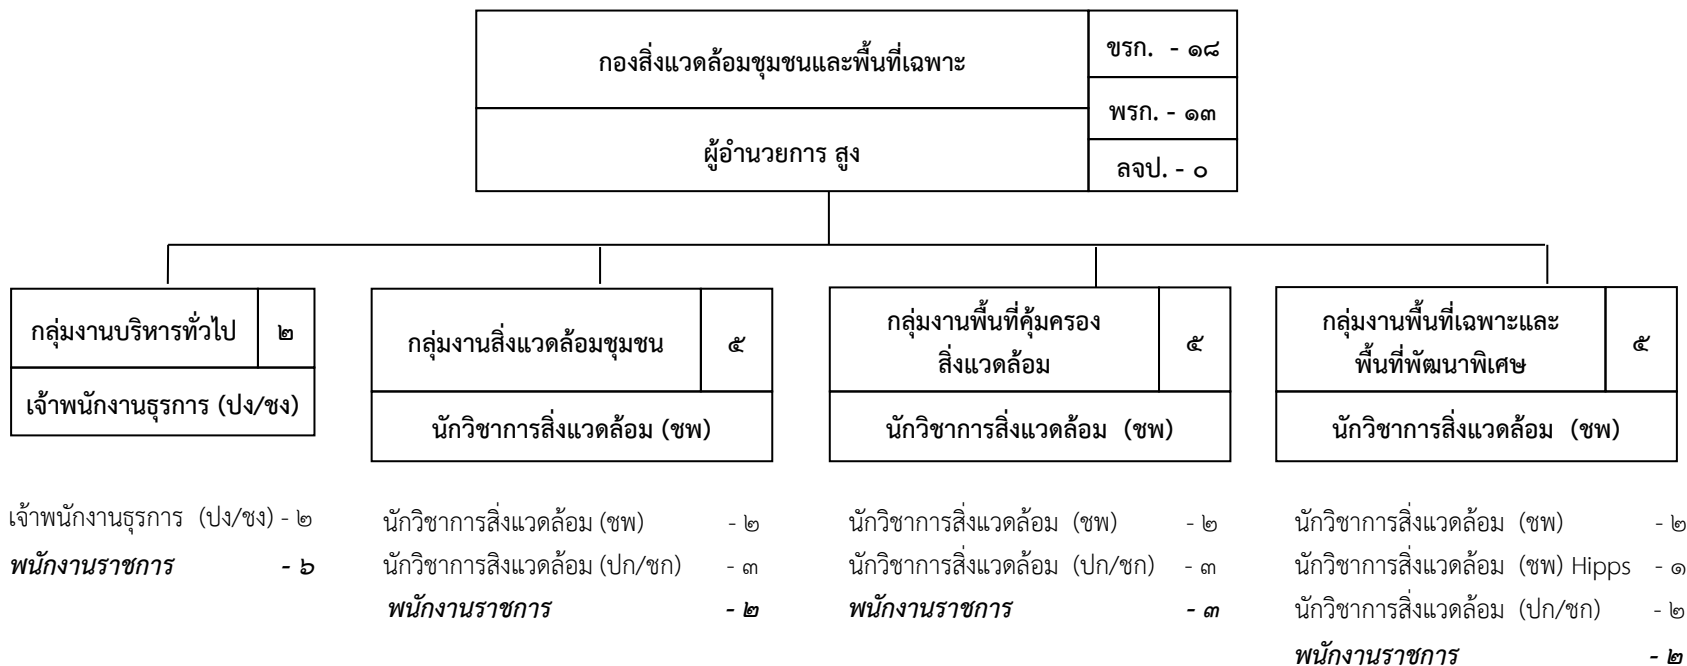 กองสิ่งแวดล้อมชุมชนและพื้นที่เฉพาะ
ผู้อำนวยการ สูง
ขรก. - ๑๘
พรก. - ๑๓
ลจป. - ๐
กลุ่มงานบริหารทั่วไป ๒
เจ้าพนักงานธุรการ (ปง/ชง)
เจ้าพนักงานธุรการ (ปง/ชง) - ๒
พนักงานราชการ - ๖
กลุ่มงานสิ่งแวดล้อมชุมชน ๕
นักวิชาการสิ่งแวดล้อม (ชพ)
นักวิชาการสิ่งแวดล้อม (ชพ) - ๒
นักวิชาการสิงแวดล้อม (ปก/ชก) - ๓
พนักงานราชการ - ๒
กลุ่มงานพื้นที่คุ้มครอง
สิ่งแวดล้อม
๕
นักวิชาการสิ่งแวดล้อม (ชพ)
นักวิชาการสิ่งแวดล้อม (ชพ) - ๒
นักวิชาการสิ่งแวดล้อม (ปก/ชก) - ๓
พนักงานราชการ - ๓
กลุ่มงานพื้นที่เฉพาะและ
พื้นที่พัฒนาพิเศษ
๕
นักวิชาการสิ่งแวดล้อม (ชพ)
นักวิชาการสิ่งแวดล้อม (ชพ) - ๒
นักวิชาการสิ่งแวดล้อม (ชพ) Hipps - ๑
นักวิชาการสิ่งแวดล้อม (ปก/ชก) - ๒
พนักงานราชการ - ๒